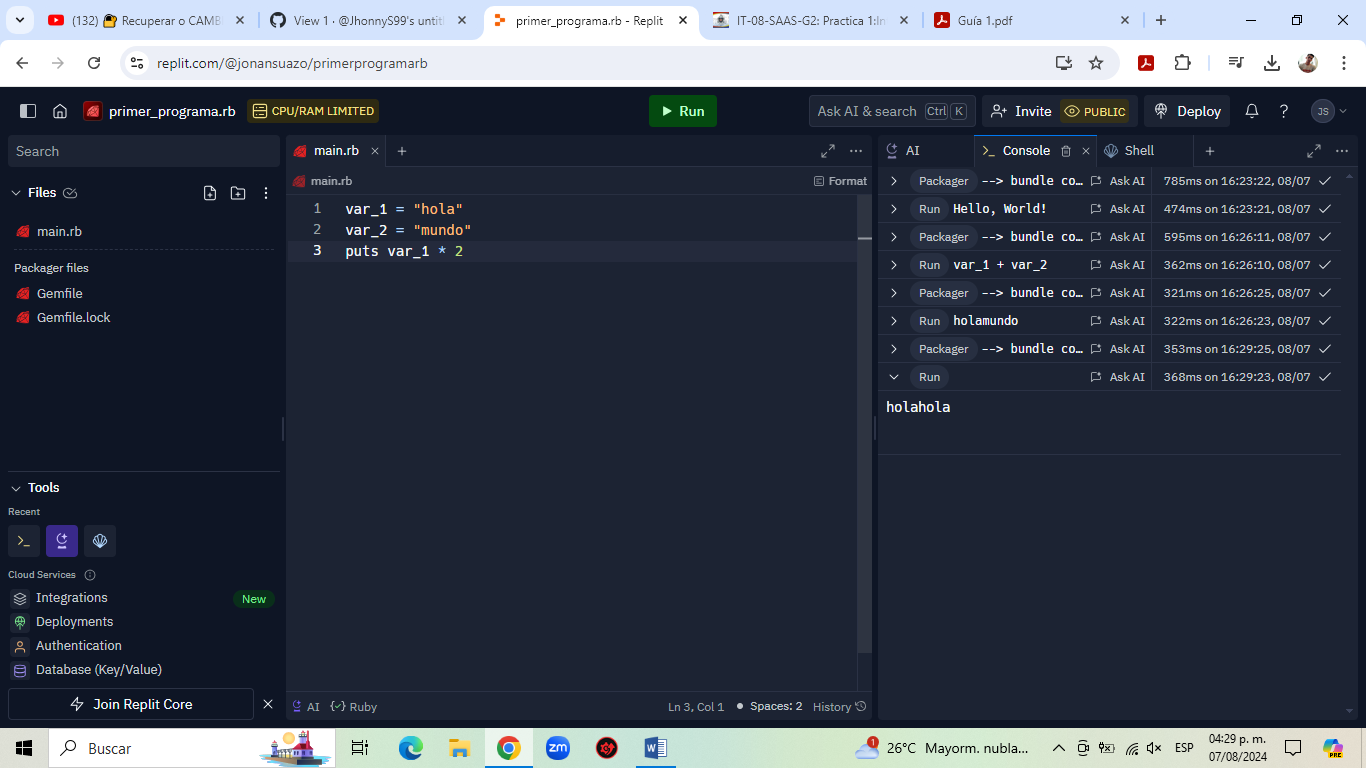 (132) 🔐 Recuperar o CAMB
View 1 · @JhonnyS99's untitl
primer_programa.rb - Replit
IT-08-SAAS-G2: Practica 1:In
Guía 1.pdf
replit.com/@jonansuazo/primerprogramarb
primer_programa.rb
CPU/RAM LIMITED
Run
Ask AI & search Ctrl K
Invite
PUBLIC
Deploy
JS
Search
Files
main.rb
Packager files
Gemfile
Gemfile.lock
Tools
Recent
Cloud Services
Integrations New
Deployments
Authentication
Database (Key/Value)
Join Replit Core
main.rb
main.rb
Format
1 var_1 = "hola"
2 var_2 = "mundo"
3 puts var_1 * 2
AI
Ruby
Ln 3, Col 1
Spaces: 2
History
AI
Console
Shell
Packager --> bundle co… Ask AI 785ms on 16:23:22, 08/07
Run Hello, World! Ask AI 474ms on 16:23:21, 08/07
Packager --> bundle co… Ask AI 595ms on 16:26:11, 08/07
Run var_1 + var_2 Ask AI 362ms on 16:26:10, 08/07
Packager --> bundle co… Ask AI 321ms on 16:26:25, 08/07
Run holamundo Ask AI 322ms on 16:26:23, 08/07
Packager --> bundle co… Ask AI 353ms on 16:29:25, 08/07
Run Ask AI 368ms on 16:29:23, 08/07
holahola
Buscar
zm
W
1
26°C Mayorm. nubla...
ESP
04:29 p. m.
07/08/2024
PRE